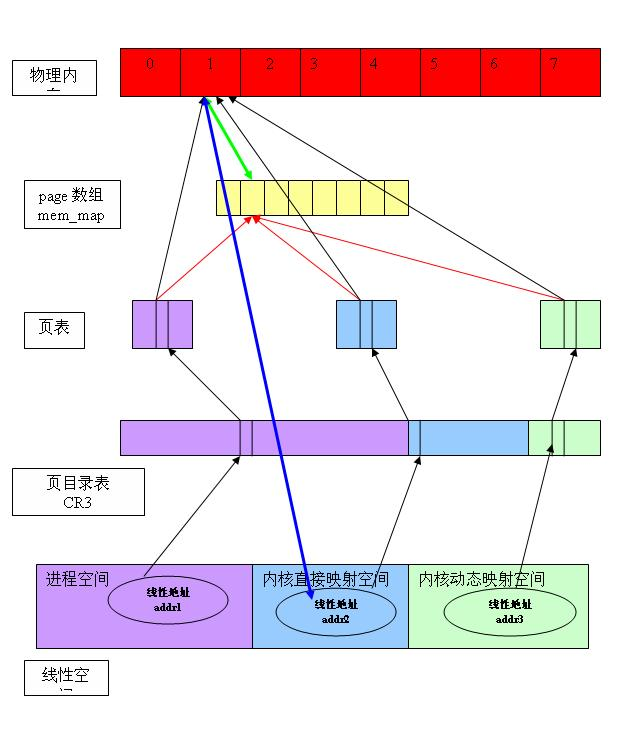 0 1 2 3 4 5 6 7
物理内
page 数组
mem_map
页表
页目录表
CR3
进程空间 内核直接映射空间 内核动态映射空间
线性地址
addr1
线性地址
addr2
线性地址
addr3
线性空